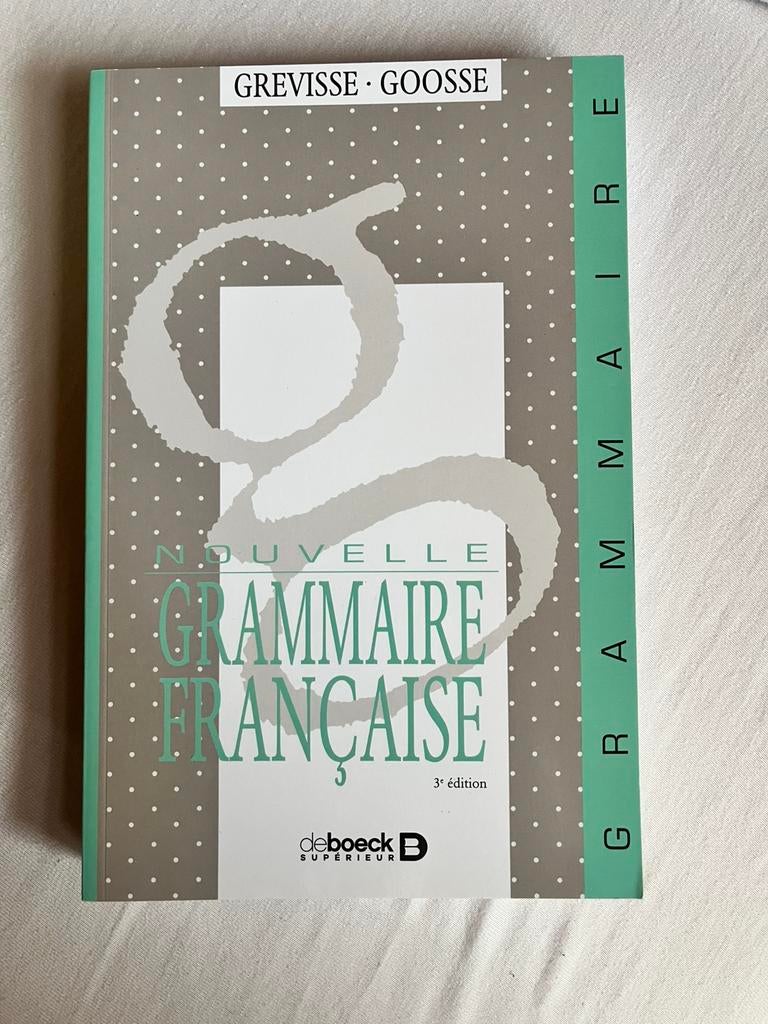 GREVISSE · GOOSSE
NOUVELLE
GRAMMAIRE
FRANÇAISE
3e édition
deboeck B
SUPÉRIEUR
GRAMMAIRE